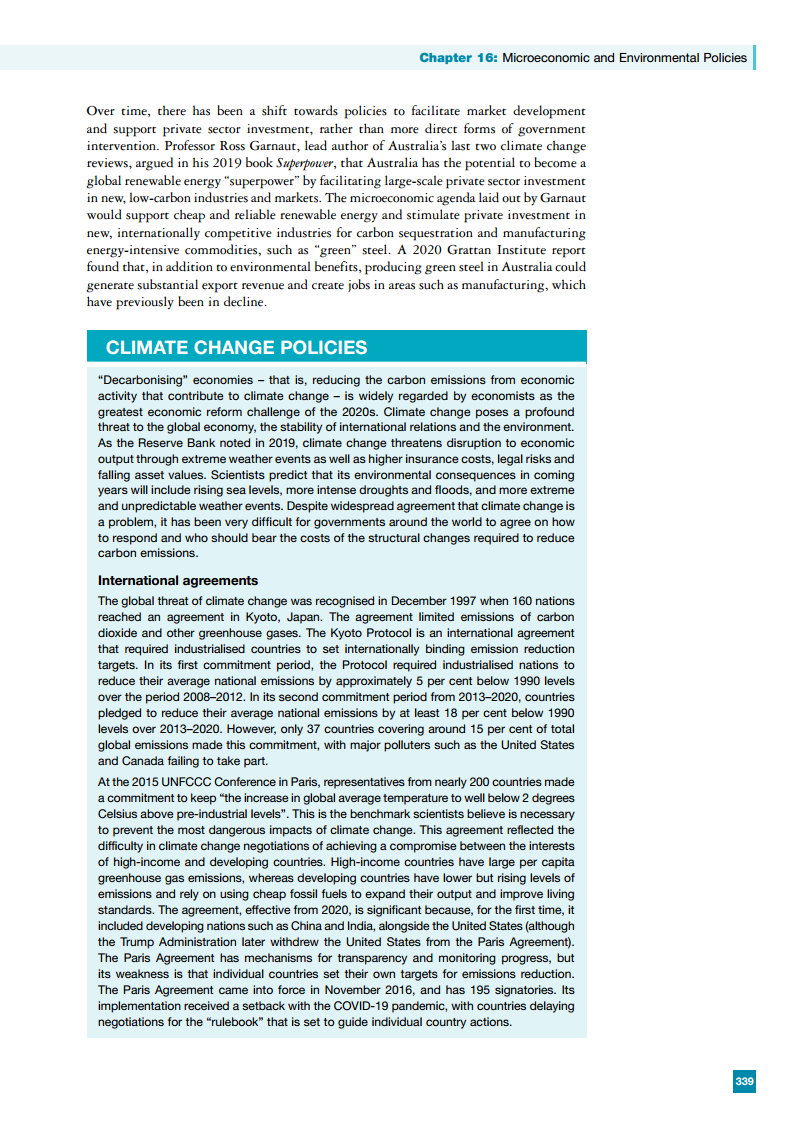 Chapter 16: Microeconomic and Environmental Policies
Over time, there has been a shift towards policies to facilitate market development
and support private sector investment, rather than more direct forms of government
intervention. Professor Ross Garnaut, lead author of Australia’s last two climate change
reviews, argued in his 2019 book Superpower, that Australia has the potential to become a
global renewable energy “superpower” by facilitating large-scale private sector investment
in new, low-carbon industries and markets. The microeconomic agenda laid out by Garnaut
would support cheap and reliable renewable energy and stimulate private investment in
new, internationally competitive industries for carbon sequestration and manufacturing
energy-intensive commodities, such as “green” steel. A 2020 Grattan Institute report
found that, in addition to environmental benefits, producing green steel in Australia could
generate substantial export revenue and create jobs in areas such as manufacturing, which
have previously been in decline.
CLIMATE CHANGE POLICIES
“Decarbonising” economies – that is, reducing the carbon emissions from economic
activity that contribute to climate change – is widely regarded by economists as the
greatest economic reform challenge of the 2020s. Climate change poses a profound
threat to the global economy, the stability of international relations and the environment.
As the Reserve Bank noted in 2019, climate change threatens disruption to economic
output through extreme weather events as well as higher insurance costs, legal risks and
falling asset values. Scientists predict that its environmental consequences in coming
years will include rising sea levels, more intense droughts and floods, and more extreme
and unpredictable weather events. Despite widespread agreement that climate change is
a problem, it has been very difficult for governments around the world to agree on how
to respond and who should bear the costs of the structural changes required to reduce
carbon emissions.
International agreements
The global threat of climate change was recognised in December 1997 when 160 nations
reached an agreement in Kyoto, Japan. The agreement limited emissions of carbon
dioxide and other greenhouse gases. The Kyoto Protocol is an international agreement
that required industrialised countries to set internationally binding emission reduction
targets. In its first commitment period, the Protocol required industrialised nations to
reduce their average national emissions by approximately 5 per cent below 1990 levels
over the period 2008–2012. In its second commitment period from 2013–2020, countries
pledged to reduce their average national emissions by at least 18 per cent below 1990
levels over 2013–2020. However, only 37 countries covering around 15 per cent of total
global emissions made this commitment, with major polluters such as the United States
and Canada failing to take part.
At the 2015 UNFCCC Conference in Paris, representatives from nearly 200 countries made
a commitment to keep “the increase in global average temperature to well below 2 degrees
Celsius above pre-industrial levels”. This is the benchmark scientists believe is necessary
to prevent the most dangerous impacts of climate change. This agreement reflected the
difficulty in climate change negotiations of achieving a compromise between the interests
of high-income and developing countries. High-income countries have large per capita
greenhouse gas emissions, whereas developing countries have lower but rising levels of
emissions and rely on using cheap fossil fuels to expand their output and improve living
standards. The agreement, effective from 2020, is significant because, for the first time, it
included developing nations such as China and India, alongside the United States (although
the Trump Administration later withdrew the United States from the Paris Agreement).
The Paris Agreement has mechanisms for transparency and monitoring progress, but
its weakness is that individual countries set their own targets for emissions reduction.
The Paris Agreement came into force in November 2016, and has 195 signatories. Its
implementation received a setback with the COVID-19 pandemic, with countries delaying
negotiations for the “rulebook” that is set to guide individual country actions.
339